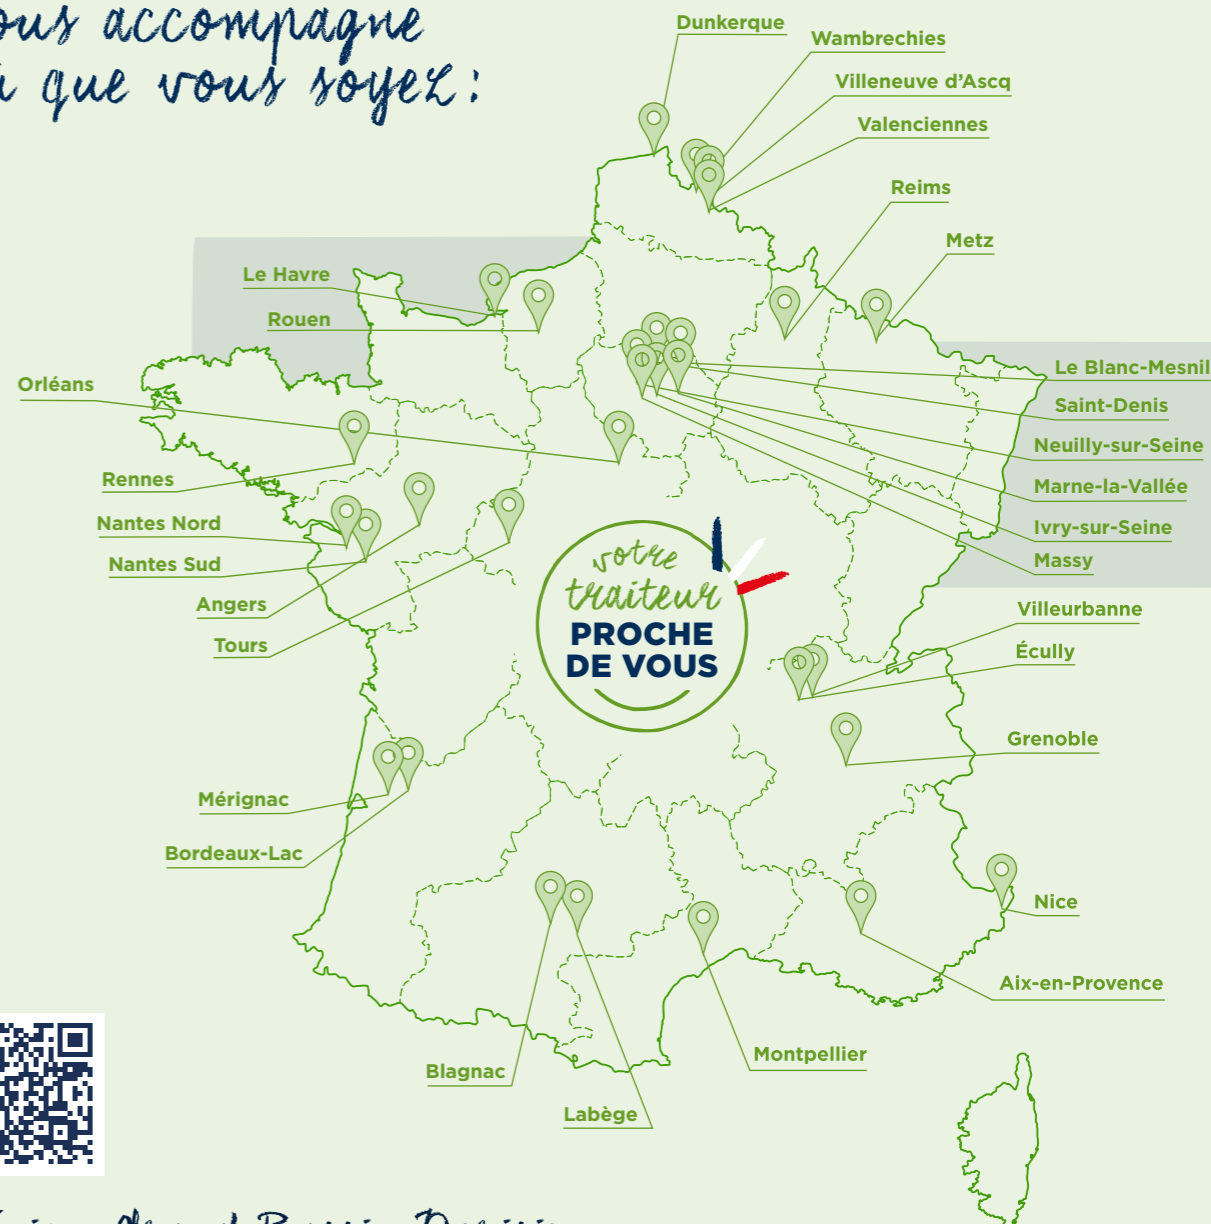 ous accompagne
que vous soyez :
Dunkerque
Wambrechies
Villeneuve d'Ascq
Valenciennes
Reims
Metz
Le Havre
Rouen
Orléans
Le Blanc-Mesnil
Saint-Denis
Neuilly-sur-Seine
Marne-la-Vallée
Ivry-sur-Seine
Massy
Rennes
Nantes Nord
Nantes Sud
Angers
Tours
votre
traiteur
PROCHE
DE VOUS
Villeurbanne
Écully
Grenoble
Mérignac
Bordeaux-Lac
Nice
Aix-en-Provence
Montpellier
Blagnac
Labège